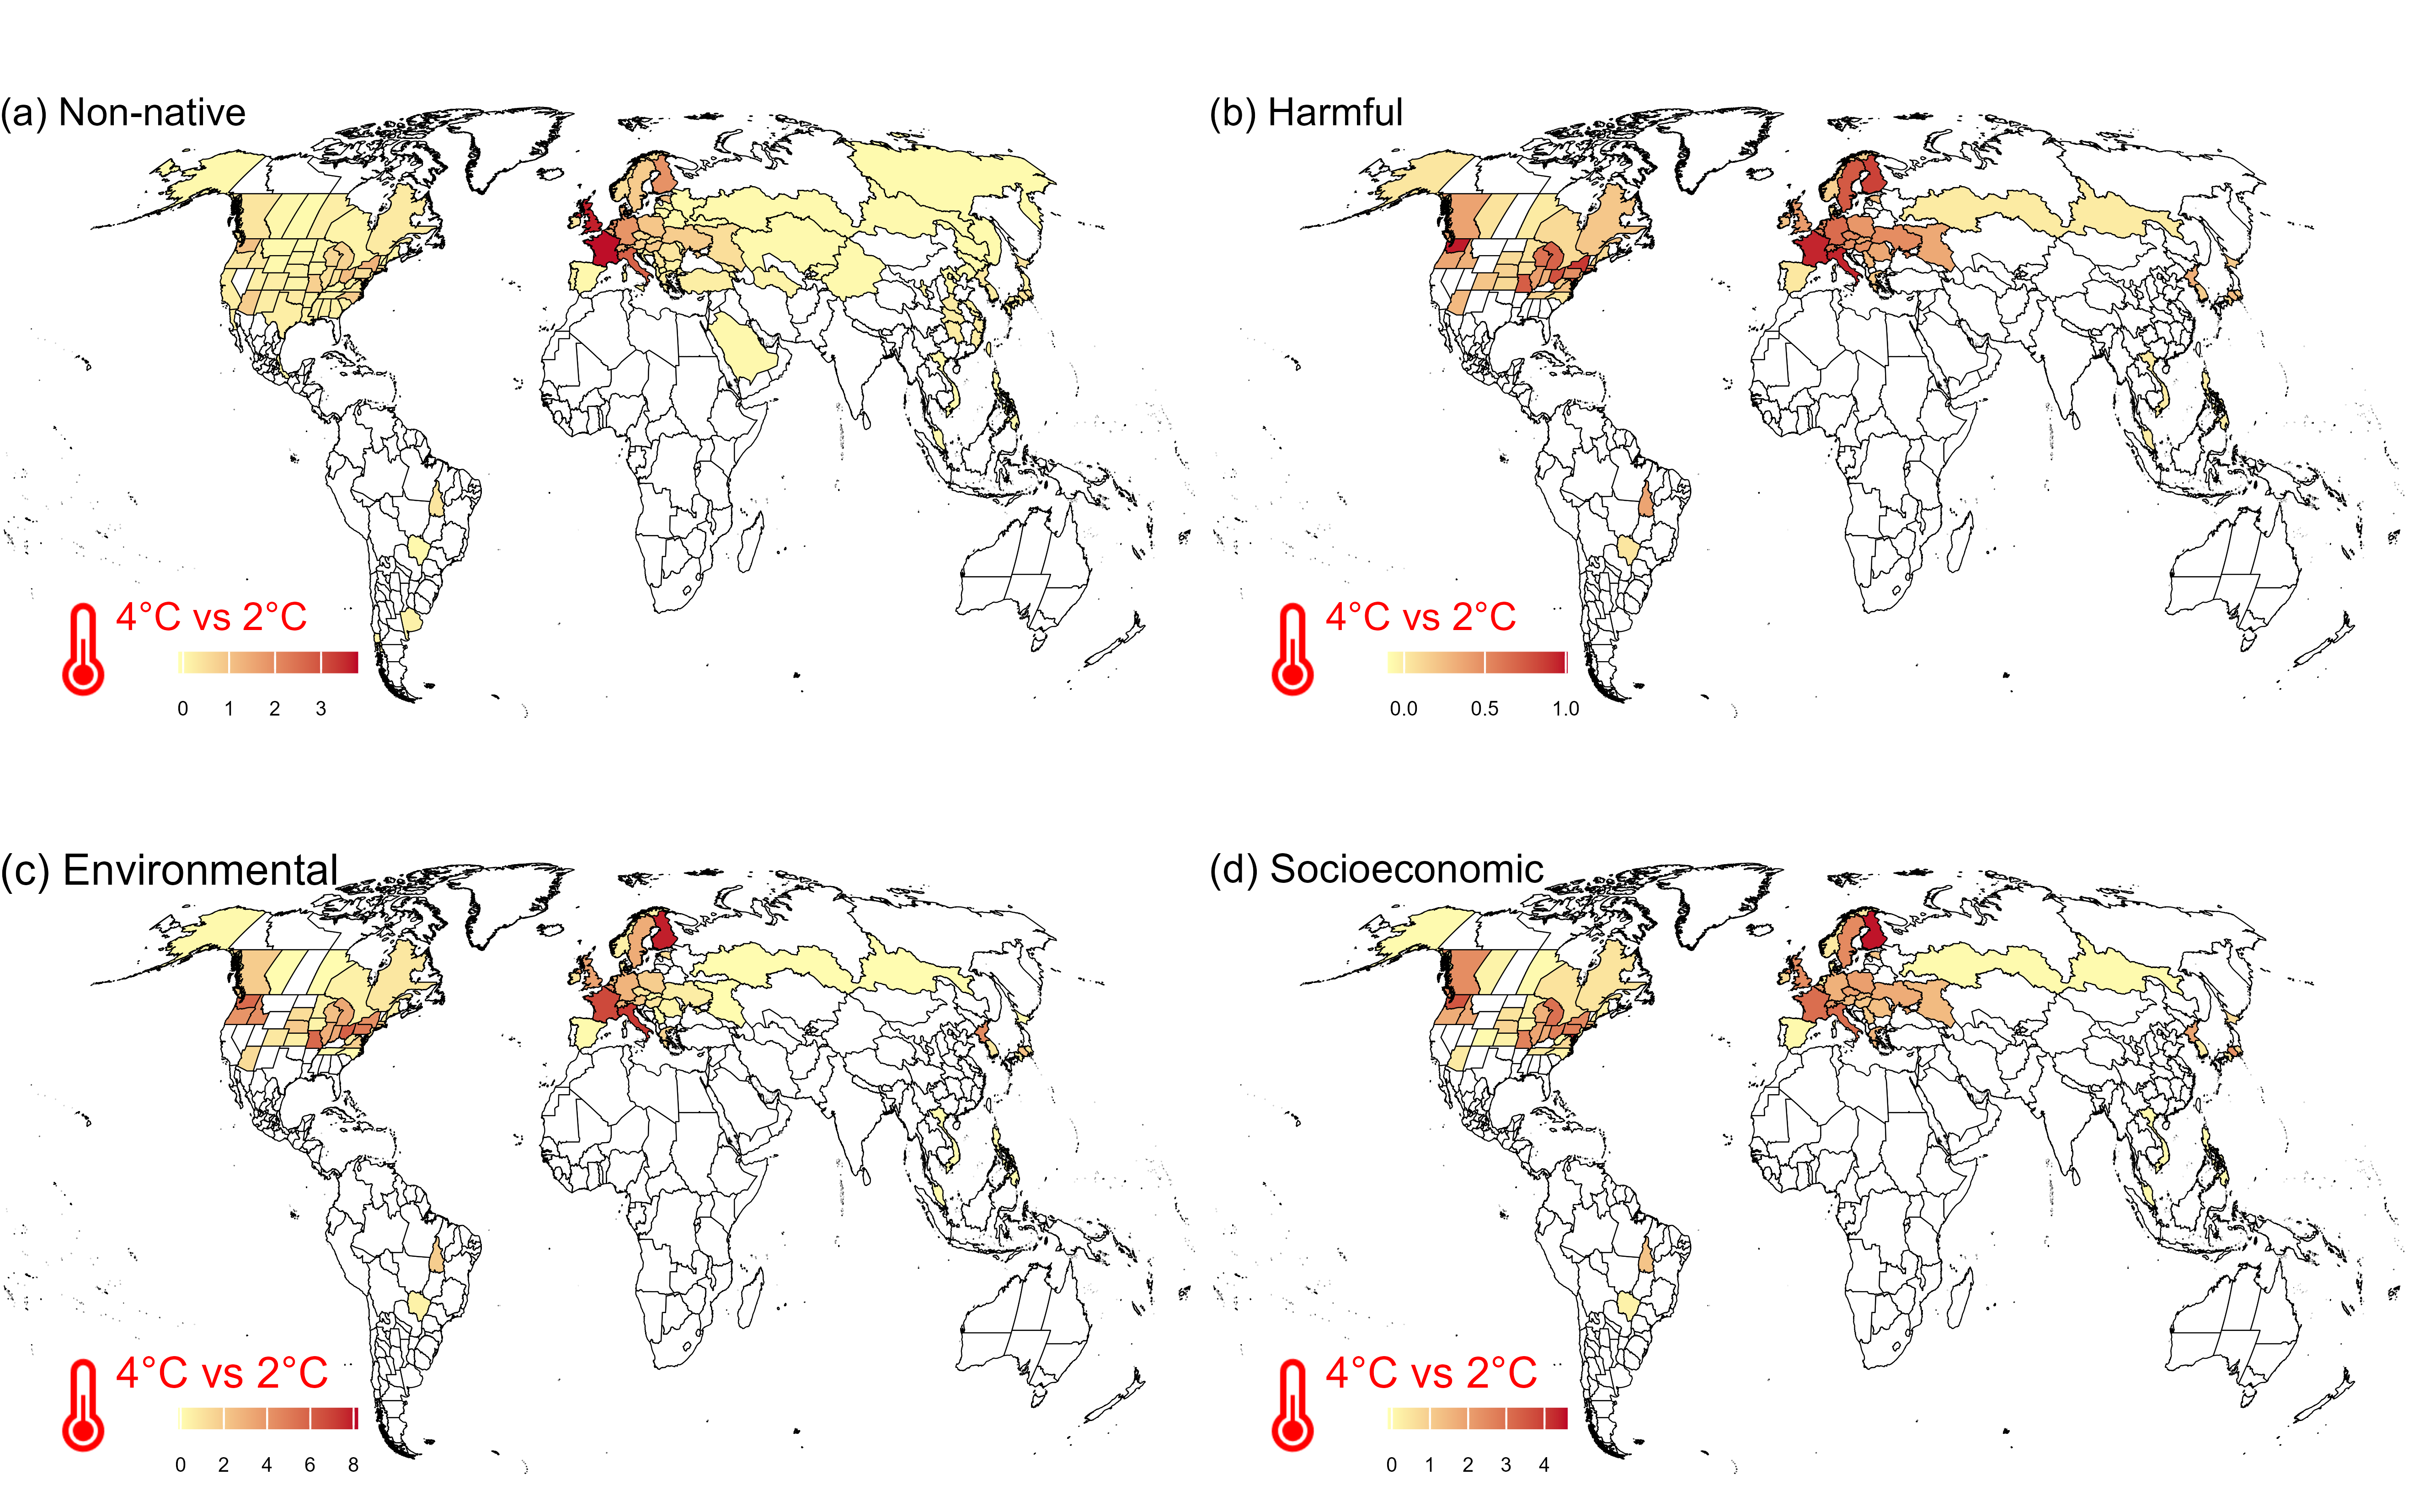 (a) Non-native
4°C vs 2°C
0 1 2 3
(b) Harmful
4°C vs 2°C
0.0 0.5 1.0
(c) Environmental
4°C vs 2°C
0 2 4 6 8
(d) Socioeconomic
4°C vs 2°C
0 1 2 3 4